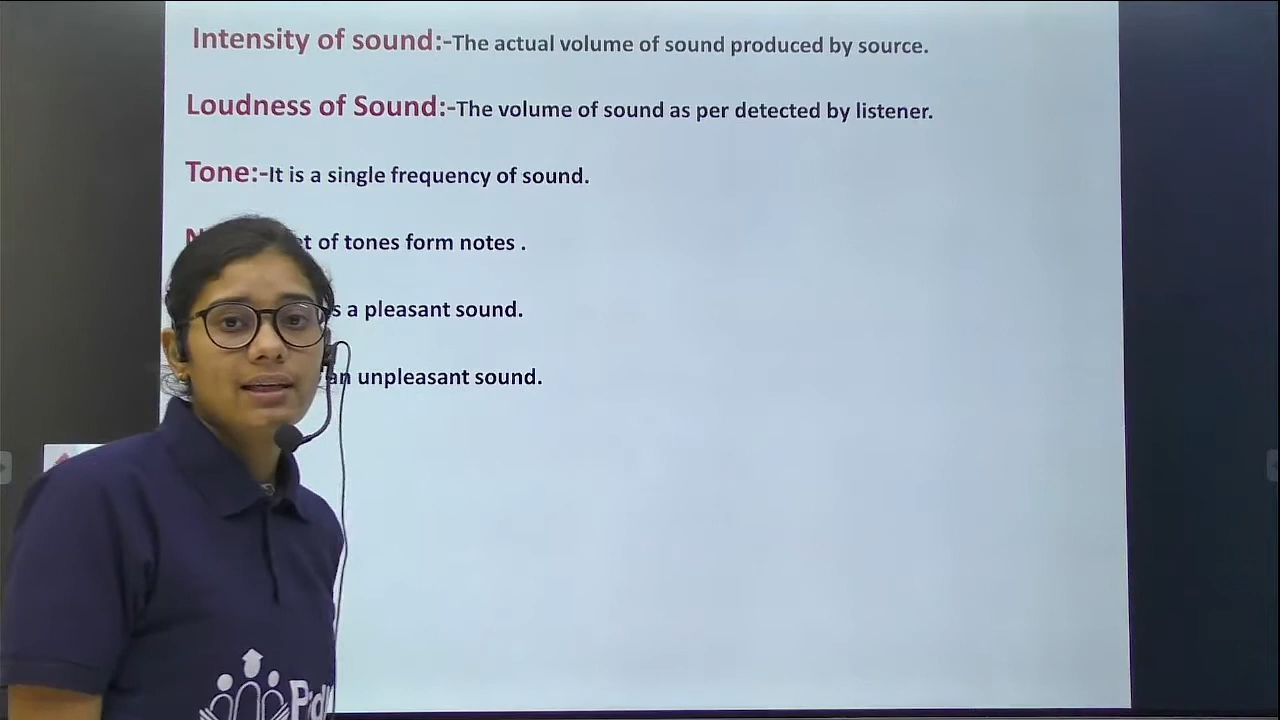 Intensity of sound:-The actual volume of sound produced by source.
Loudness of Sound:-The volume of sound as per detected by listener.
Tone:-It is a single frequency of sound.
of tones form notes .
a pleasant sound.
an unpleasant sound.